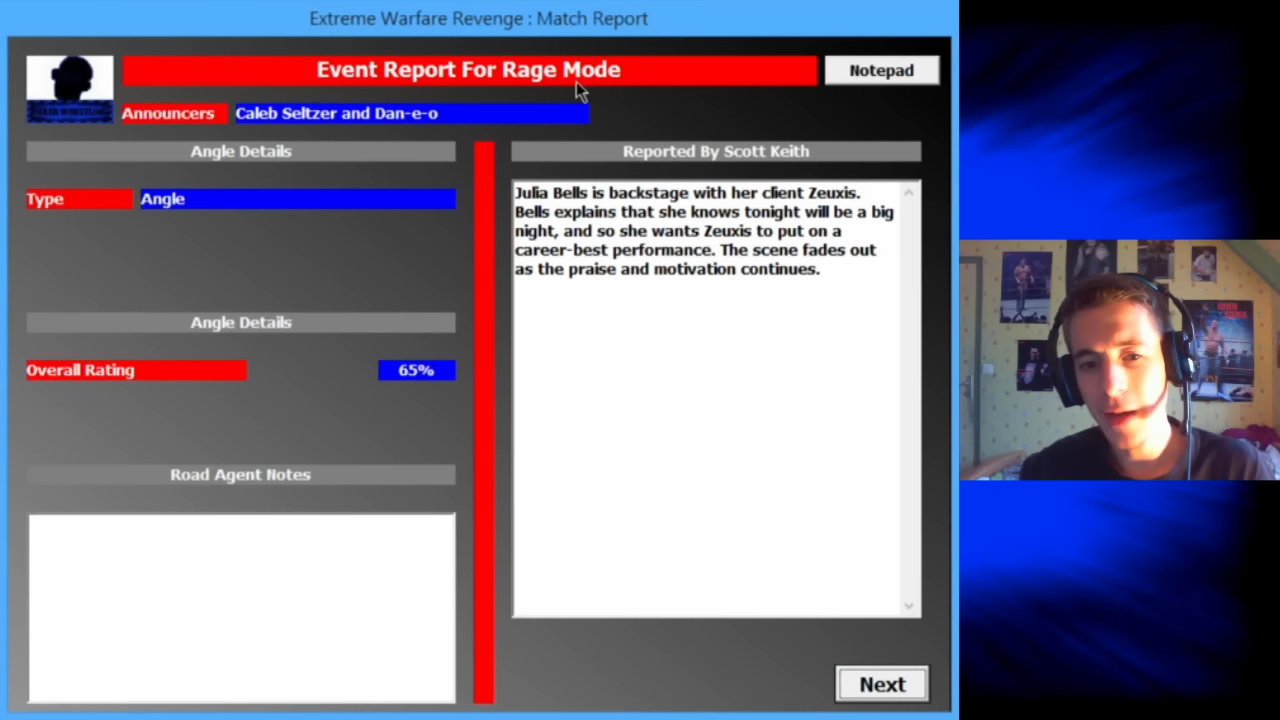 Extreme Warfare Revenge : Match Report
Event Report For Rage Mode
Notepad
Announcers
Caleb Seltzer and Dan-e-o
Angle Details
Type
Angle
Angle Details
Overall Rating
65%
Road Agent Notes
Reported By Scott Keith
Julia Bells is backstage with her client Zeuxis.
Bells explains that she knows tonight will be a big
night, and so she wants Zeuxis to put on a
career-best performance. The scene fades out
as the praise and motivation continues.
Next